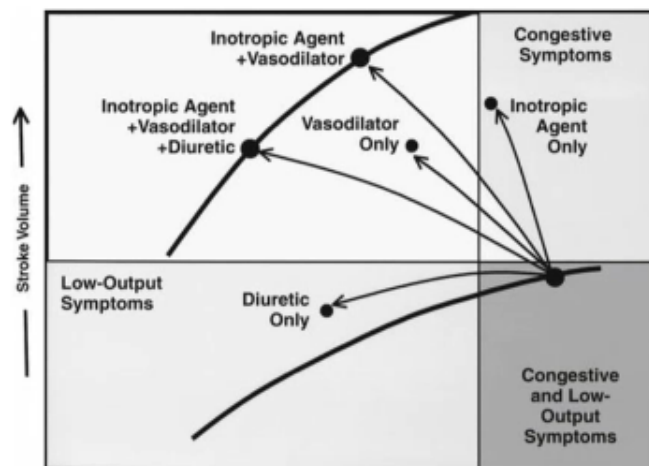 Inotropic Agent
+Vasodilator
Congestive
Symptoms
Inotropic Agent
+Vasodilator
+Diuretic
Vasodilator
Only
Inotropic
Agent
Only
Stroke Volume
Low-Output
Symptoms
Diuretic
Only
Congestive
and Low-
Output
Symptoms